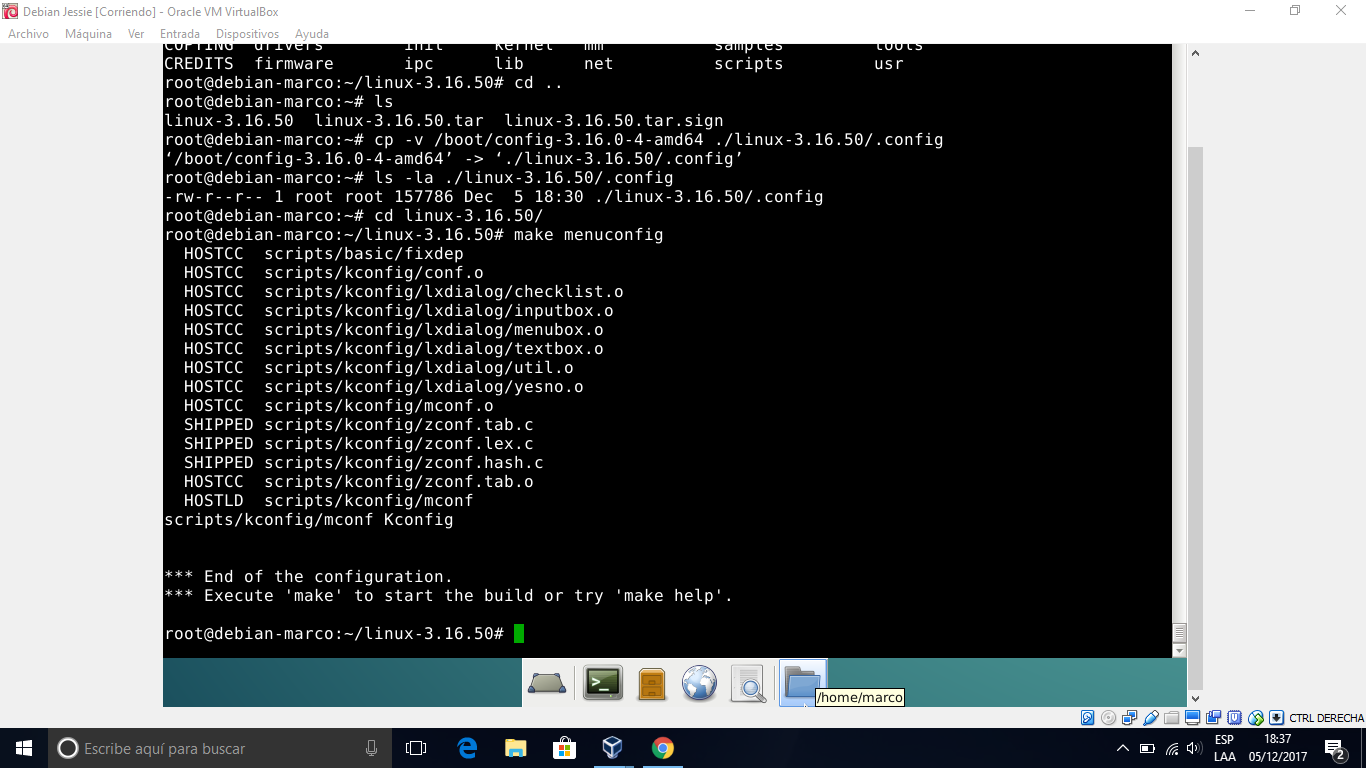 Debian Jessie [Corriendo] - Oracle VM VirtualBox
Archivo Máquina Ver Entrada Dispositivos Ayuda
COPYING drivers init kernel mm samples tools
CREDITS firmware ipc lib net scripts usr
root@debian-marco:~/linux-3.16.50# cd ..
root@debian-marco:~# ls
linux-3.16.50 linux-3.16.50.tar linux-3.16.50.tar.sign
root@debian-marco:~# cp -v /boot/config-3.16.0-4-amd64 ./linux-3.16.50/.config
‘/boot/config-3.16.0-4-amd64’ -> ‘./linux-3.16.50/.config’
root@debian-marco:~# ls -la ./linux-3.16.50/.config
-rw-r--r-- 1 root root 157786 Dec 5 18:30 ./linux-3.16.50/.config
root@debian-marco:~# cd linux-3.16.50/
root@debian-marco:~/linux-3.16.50# make menuconfig
HOSTCC scripts/basic/fixdep
HOSTCC scripts/kconfig/conf.o
HOSTCC scripts/kconfig/lxdialog/checklist.o
HOSTCC scripts/kconfig/lxdialog/inputbox.o
HOSTCC scripts/kconfig/lxdialog/menubox.o
HOSTCC scripts/kconfig/lxdialog/textbox.o
HOSTCC scripts/kconfig/lxdialog/util.o
HOSTCC scripts/kconfig/lxdialog/yesno.o
HOSTCC scripts/kconfig/mconf.o
SHIPPED scripts/kconfig/zconf.tab.c
SHIPPED scripts/kconfig/zconf.lex.c
SHIPPED scripts/kconfig/zconf.hash.c
HOSTCC scripts/kconfig/zconf.tab.o
HOSTLD scripts/kconfig/mconf
scripts/kconfig/mconf Kconfig
*** End of the configuration.
*** Execute 'make' to start the build or try 'make help'.
root@debian-marco:~/linux-3.16.50#
/home/marco
CTRL DERECHA
Escribe aquí para buscar
ESP 18:37
LAA 05/12/2017 2